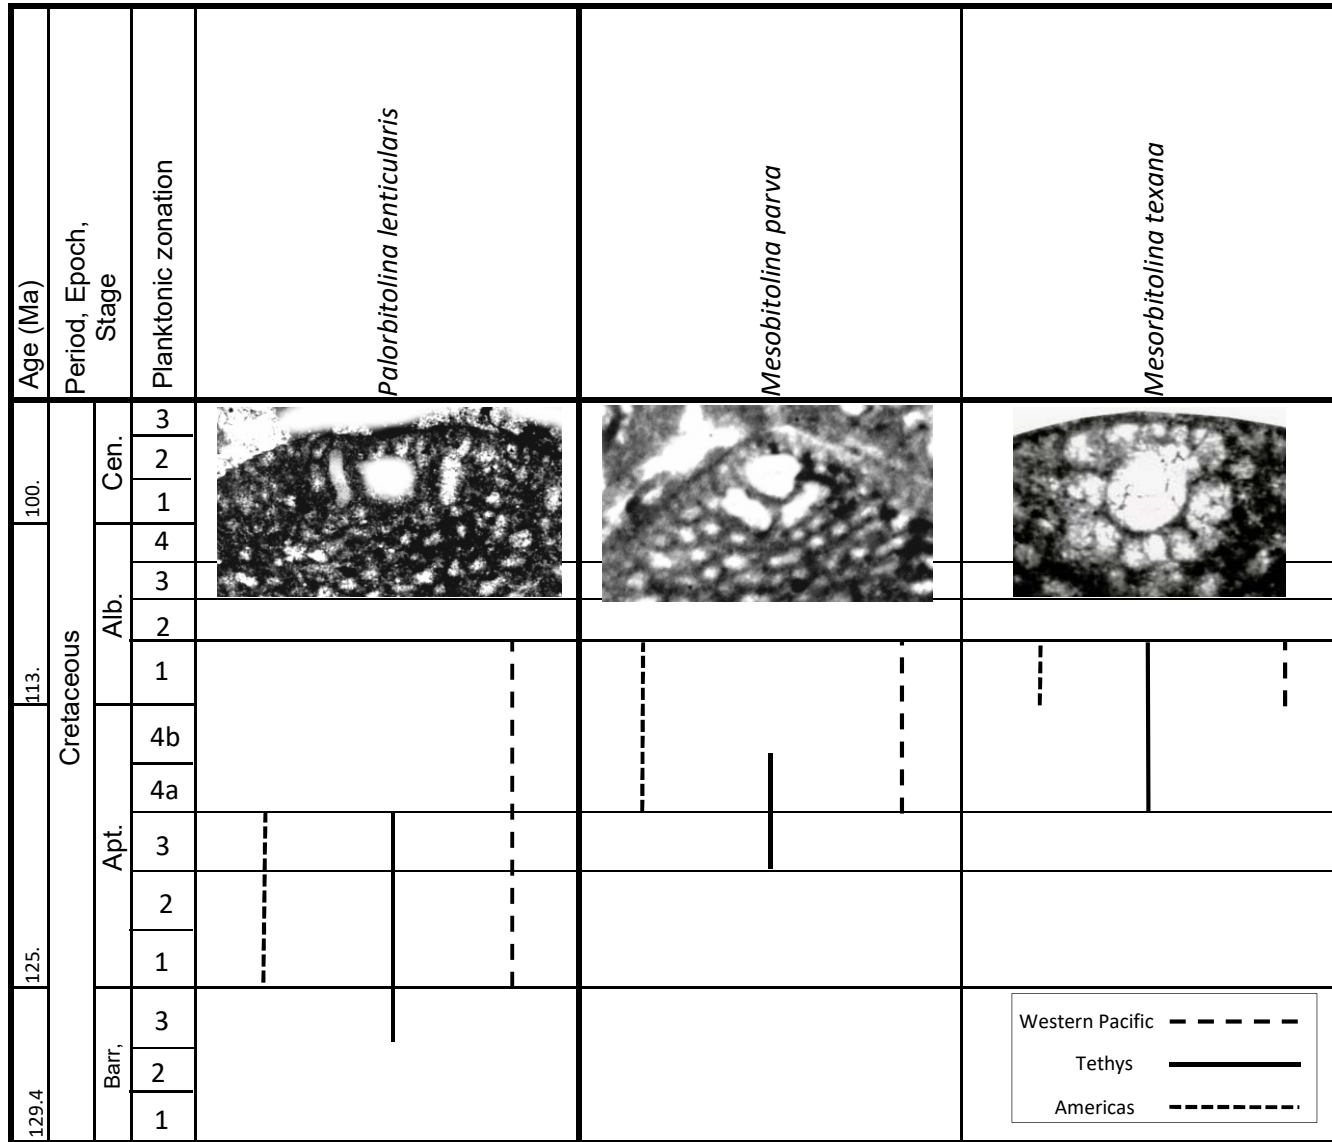 Age (Ma)
Period, Epoch,
Stage
Planktonic zonation
Palorbitolina lenticularis
Mesobitolina parva
Mesorbitolina texana
100.
113.
125.
129.4
Cretaceous
Cen.
3
2
1
Alb.
4
3
2
1
Apt.
4b
4a
3
2
1
Barr,
3
2
1
Western Pacific
Tethys
Americas